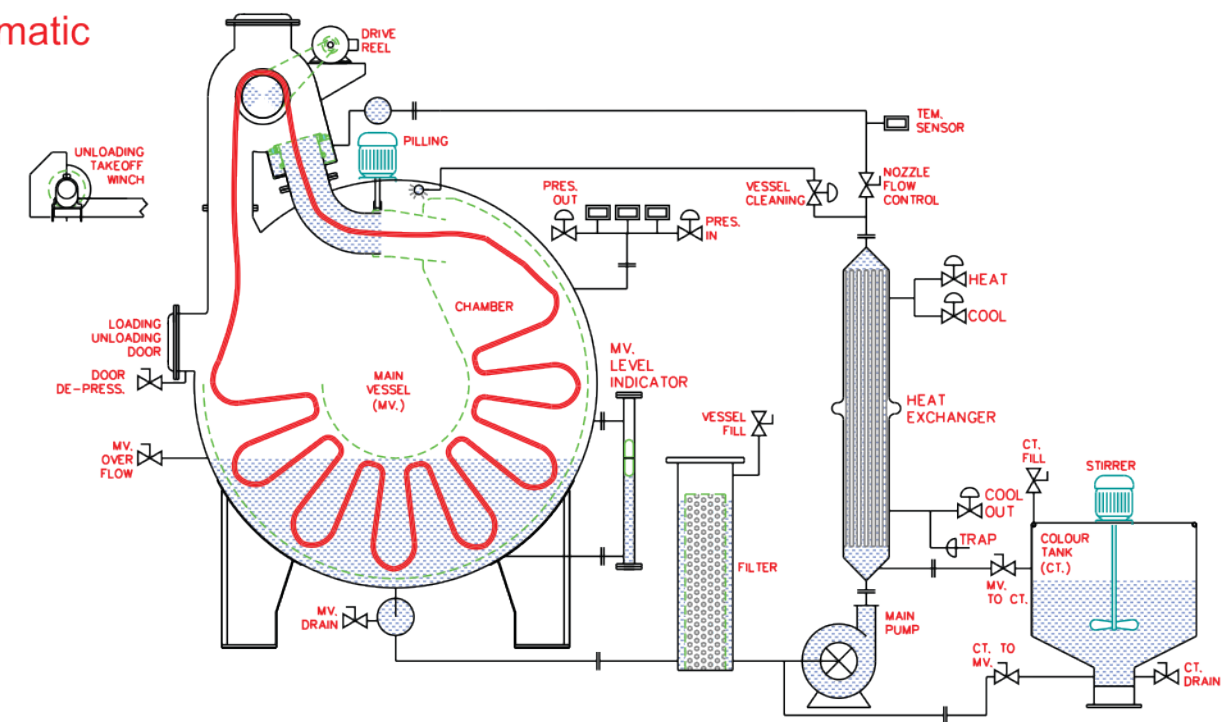 matic
DRIVE
REEL
UNLOADING
TAKEOFF
WINCH
PILLING
TEM.
SENSOR
PRES.
OUT
PRES.
IN
VESSEL
CLEANING
NOZZLE
FLOW
CONTROL
HEAT
COOL
CHAMBER
LOADING
UNLOADING
DOOR
DOOR
DE-PRESS.
MAIN
VESSEL
(MV.)
MV.
LEVEL
INDICATOR
HEAT
EXCHANGER
VESSEL
FILL
MV.
OVER
FLOW
CT.
FILL
STIRRER
COOL
OUT
TRAP
COLOUR
TANK
(CT.)
FILTER
MV.
TO CT.
MV.
DRAIN
MAIN
PUMP
CT. TO
MV.
CT.
DRAIN